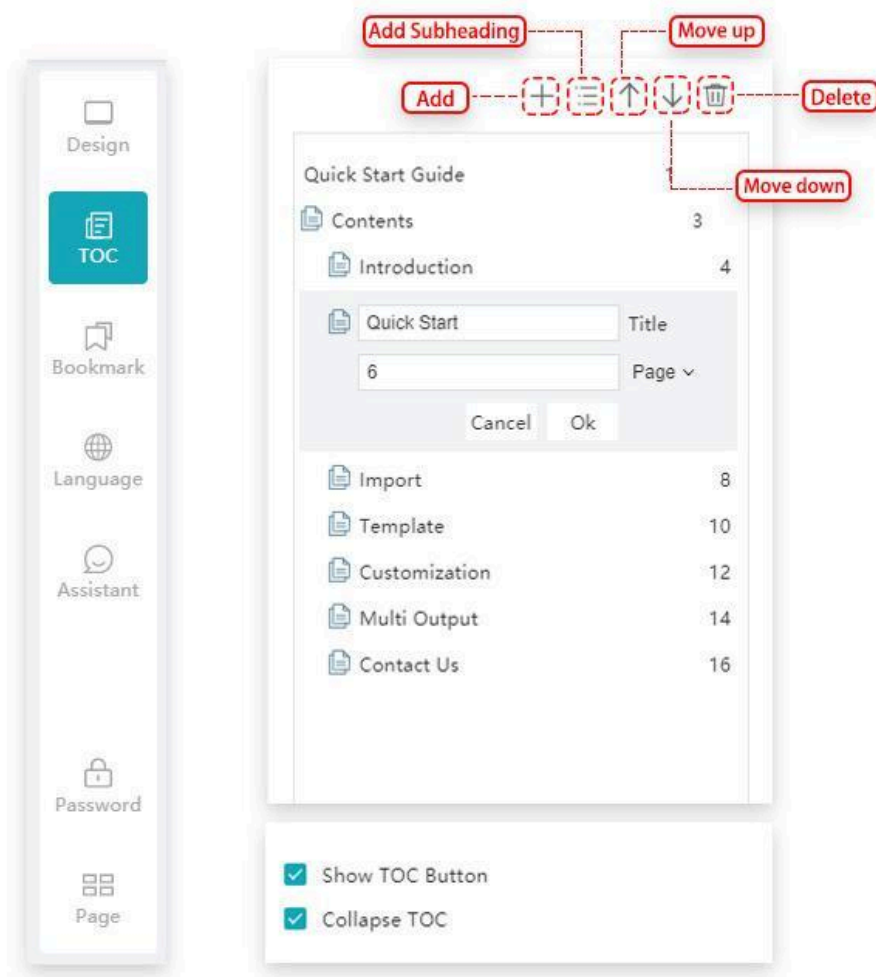 Add Subheading
Move up
Add
Delete
Design
Quick Start Guide 1
Move down
TOC
Contents 3
Introduction 4
Quick Start Title
Bookmark
6 Page
Cancel Ok
Language
Import 8
Template 10
Assistant
Customization 12
Multi Output 14
Contact Us 16
Password
Show TOC Button
Page
Collapse TOC